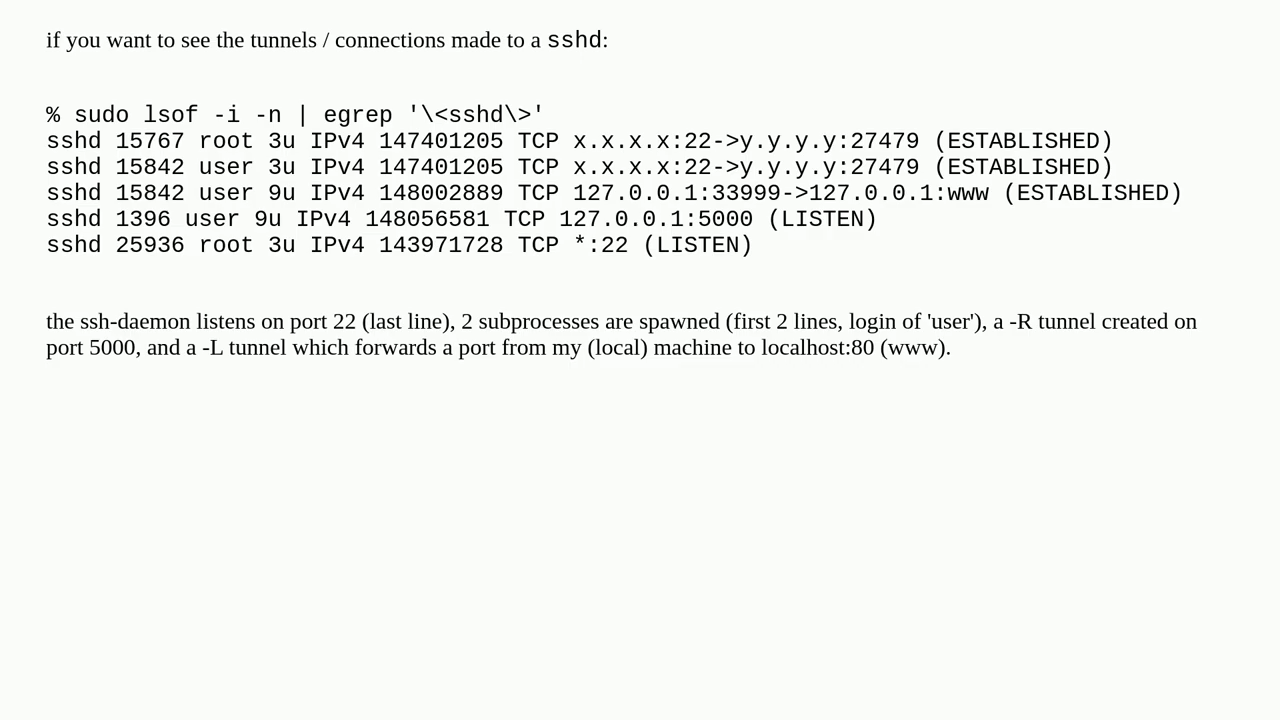 if you want to see the tunnels / connections made to a sshd:
% sudo lsof -i -n | egrep '\<sshd\>'
sshd 15767 root 3u IPv4 147401205 TCP x.x.x.x:22->y.y.y.y:27479 (ESTABLISHED)
sshd 15842 user 3u IPv4 147401205 TCP x.x.x.x:22->y.y.y.y:27479 (ESTABLISHED)
sshd 15842 user 9u IPv4 148002889 TCP 127.0.0.1:33999->127.0.0.1:www (ESTABLISHED)
sshd 1396 user 9u IPv4 148056581 TCP 127.0.0.1:5000 (LISTEN)
sshd 25936 root 3u IPv4 143971728 TCP *:22 (LISTEN)
the ssh-daemon listens on port 22 (last line), 2 subprocesses are spawned (first 2 lines, login of 'user'), a -R tunnel created on
port 5000, and a -L tunnel which forwards a port from my (local) machine to localhost:80 (www).